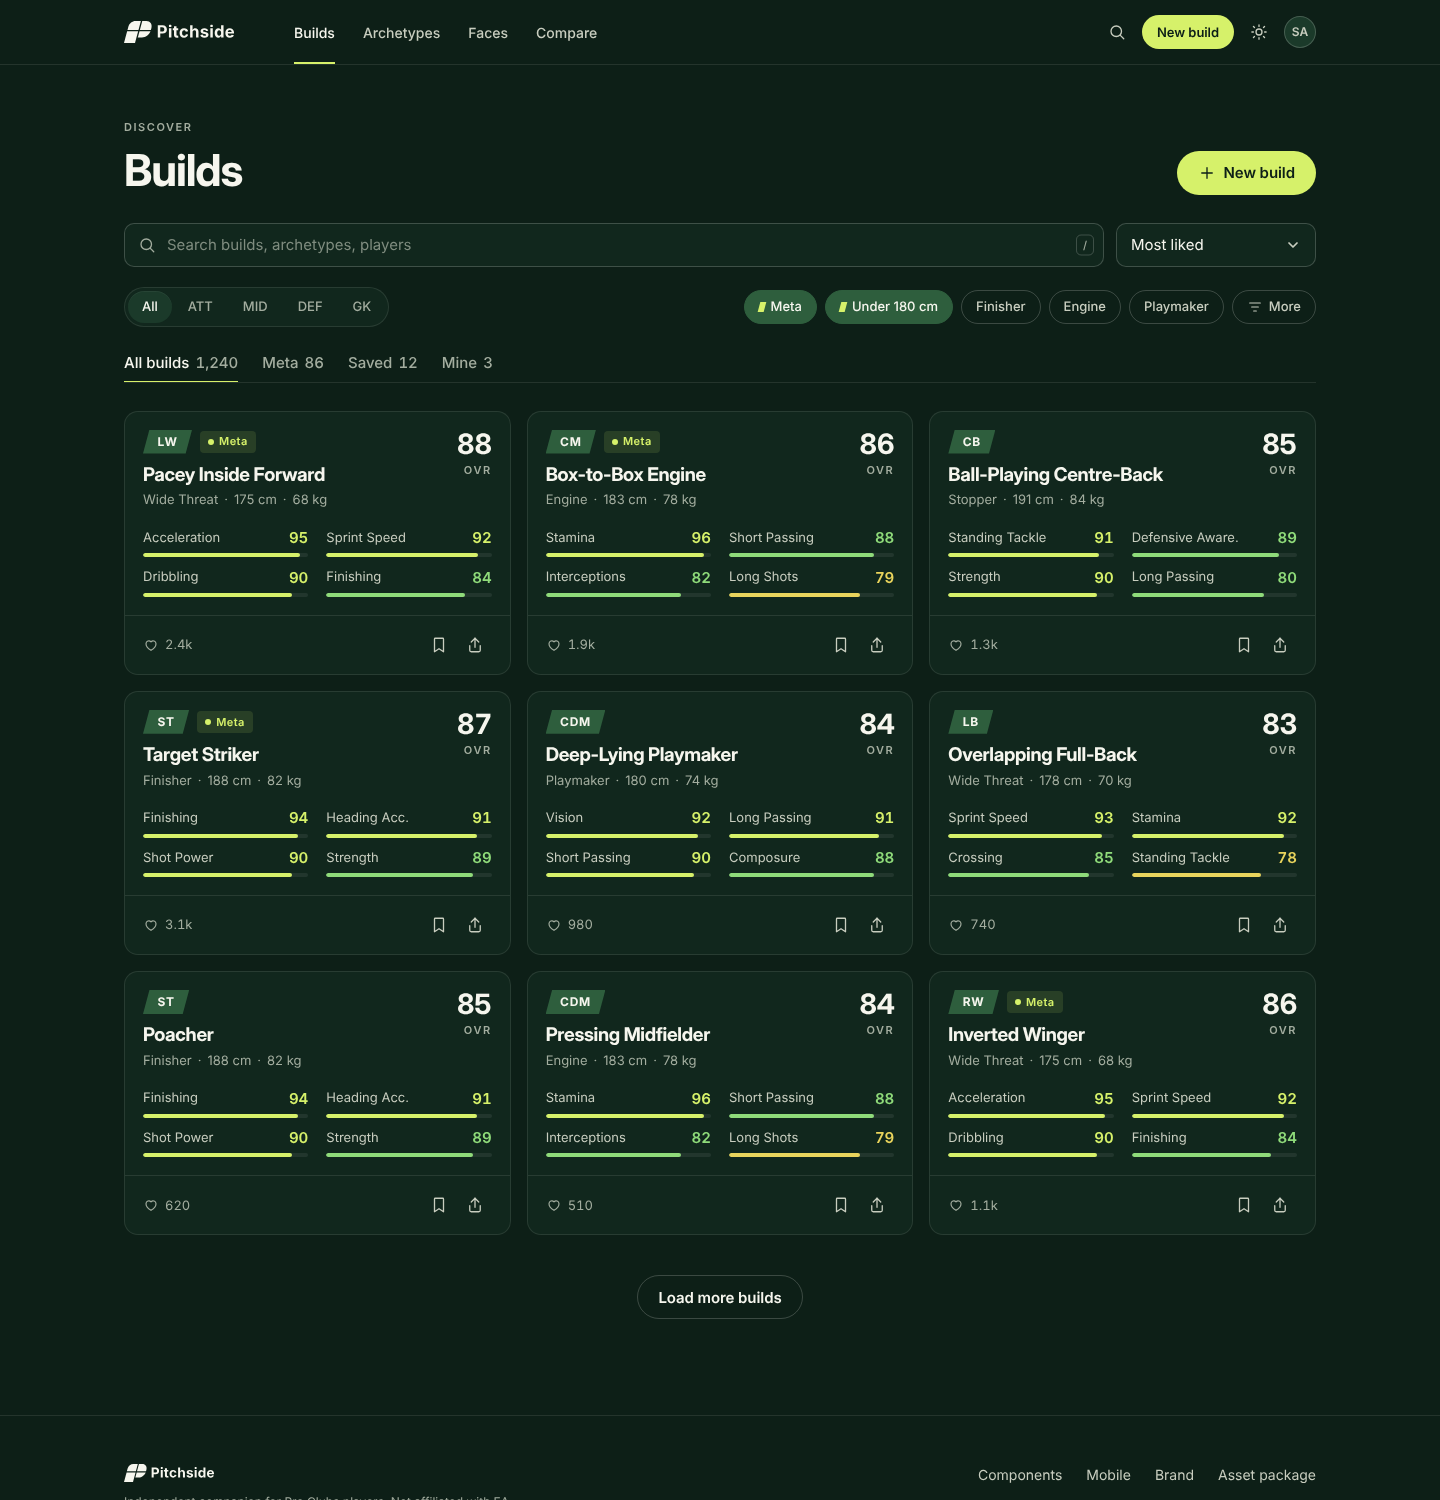 Pitchside
Builds Archetypes Faces Compare
New build
SA
DISCOVER
Builds
New build
Search builds, archetypes, players
/
Most liked
All ATT MID DEF GK
Meta Under 180 cm Finisher Engine Playmaker More
All builds 1,240 Meta 86 Saved 12 Mine 3
LW Meta
88
OVR
Pacey Inside Forward
Wide Threat · 175 cm · 68 kg
Acceleration 95 Sprint Speed 92
Dribbling 90 Finishing 84
2.4k
CM Meta
86
OVR
Box-to-Box Engine
Engine · 183 cm · 78 kg
Stamina 96 Short Passing 88
Interceptions 82 Long Shots 79
1.9k
CB
85
OVR
Ball-Playing Centre-Back
Stopper · 191 cm · 84 kg
Standing Tackle 91 Defensive Aware. 89
Strength 90 Long Passing 80
1.3k
ST Meta
87
OVR
Target Striker
Finisher · 188 cm · 82 kg
Finishing 94 Heading Acc. 91
Shot Power 90 Strength 89
3.1k
CDM
84
OVR
Deep-Lying Playmaker
Playmaker · 180 cm · 74 kg
Vision 92 Long Passing 91
Short Passing 90 Composure 88
980
LB
83
OVR
Overlapping Full-Back
Wide Threat · 178 cm · 70 kg
Sprint Speed 93 Stamina 92
Crossing 85 Standing Tackle 78
740
ST
85
OVR
Poacher
Finisher · 188 cm · 82 kg
Finishing 94 Heading Acc. 91
Shot Power 90 Strength 89
620
CDM
84
OVR
Pressing Midfielder
Engine · 183 cm · 78 kg
Stamina 96 Short Passing 88
Interceptions 82 Long Shots 79
510
RW Meta
86
OVR
Inverted Winger
Wide Threat · 175 cm · 68 kg
Acceleration 95 Sprint Speed 92
Dribbling 90 Finishing 84
1.1k
Load more builds
Pitchside
Components Mobile Brand Asset package
Independent companion for Pro Clubs players. Not affiliated with EA.